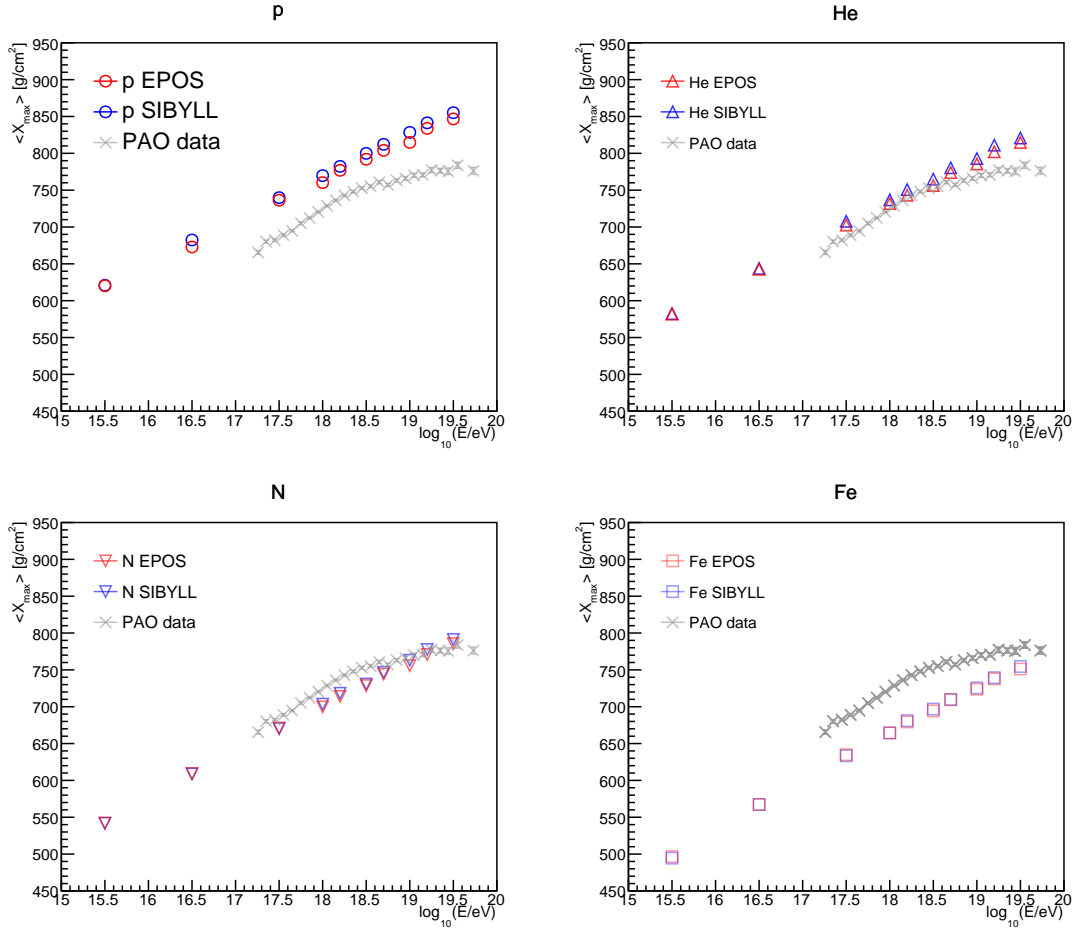 p
<X_max> [g/cm²]
950
900
850
800
750
700
650
600
550
500
450
p EPOS
p SIBYLL
PAO data
15 15.5 16 16.5 17 17.5 18 18.5 19 19.5 20
log_10(E/eV)
He
<X_max> [g/cm²]
950
900
850
800
750
700
650
600
550
500
450
He EPOS
He SIBYLL
PAO data
15 15.5 16 16.5 17 17.5 18 18.5 19 19.5 20
log_10(E/eV)
N
<X_max> [g/cm²]
950
900
850
800
750
700
650
600
550
500
450
N EPOS
N SIBYLL
PAO data
15 15.5 16 16.5 17 17.5 18 18.5 19 19.5 20
log_10(E/eV)
Fe
<X_max> [g/cm²]
950
900
850
800
750
700
650
600
550
500
450
Fe EPOS
Fe SIBYLL
PAO data
15 15.5 16 16.5 17 17.5 18 18.5 19 19.5 20
log_10(E/eV)